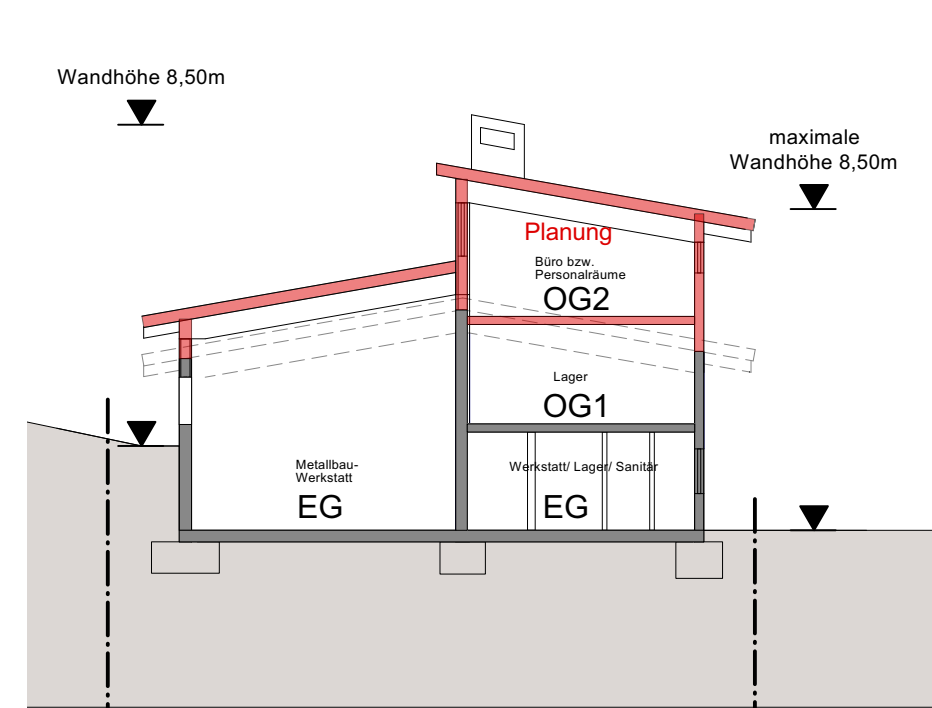 Wandhöhe 8,50m
maximale
Wandhöhe 8,50m
Planung
Büro bzw.
Personalräume
OG2
Lager
OG1
Metallbau-
Werkstatt
EG
Werkstatt/ Lager/ Sanitär
EG